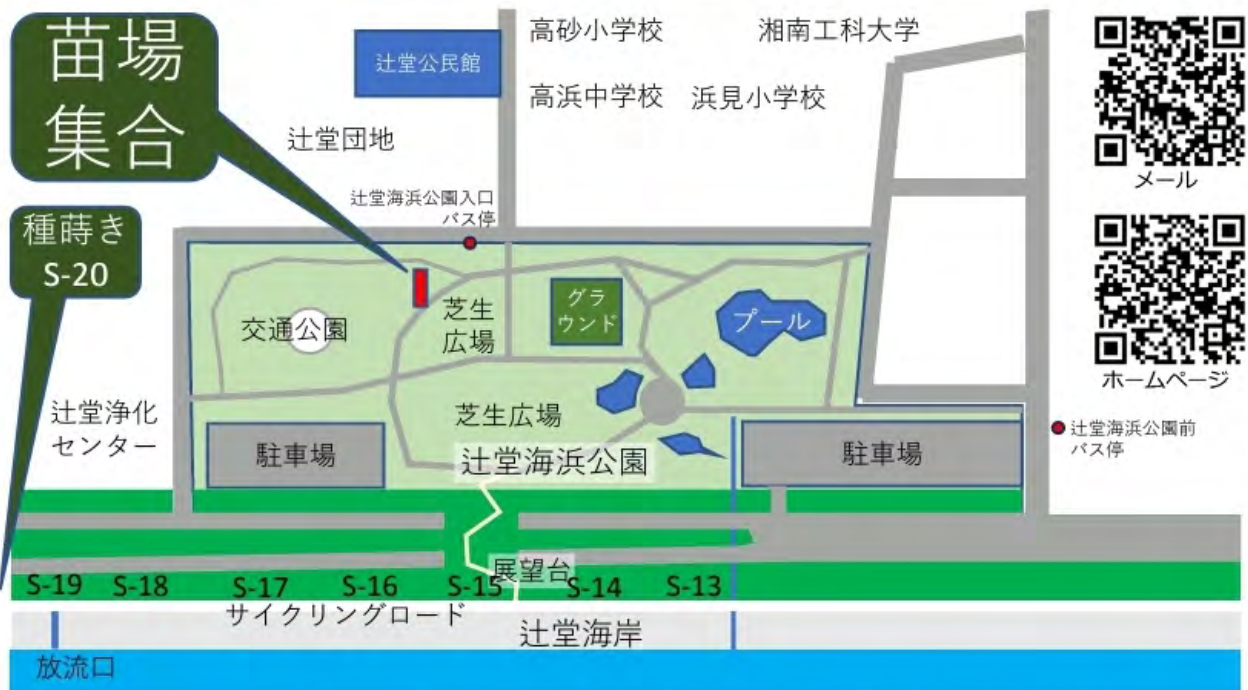 苗場
集合
高砂小学校
湘南工科大学
辻堂公民館
高浜中学校
浜見小学校
メール
辻堂団地
辻堂海浜公園入口
バス停
種蒔き
S-20
交通公園
芝生
広場
グラ
ウンド
プール
ホームページ
辻堂浄化
センター
芝生広場
辻堂海浜公園前
バス停
駐車場
辻堂海浜公園
駐車場
展望台
S-19
S-18
S-17
S-16
S-15
S-14
S-13
サイクリングロード
辻堂海岸
放流口